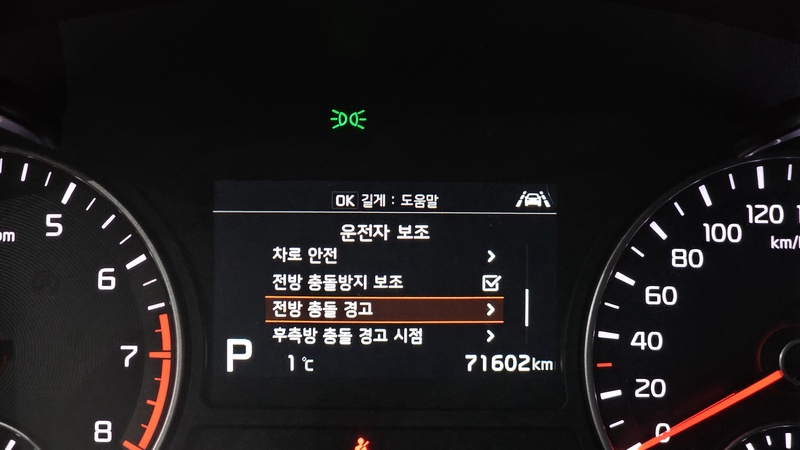 OK 길게 : 도움말
운전자 보조
차로 안전
전방 충돌방지 보조
전방 충돌 경고
후측방 충돌 경고 시점
P
1℃
71602km
5
6
7
8
120
100
80
60
40
20
0
km/h